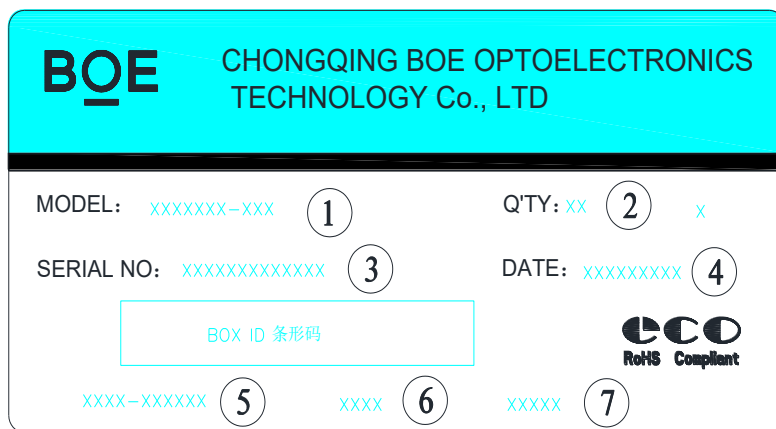 BOE
CHONGQING BOE OPTOELECTRONICS
TECHNOLOGY Co., LTD
MODEL： XXXXXXX-XXX ① Q'TY：XX ② X
SERIAL NO： XXXXXXXXXXXXX ③ DATE：XXXXXXXXX ④
BOX ID 条形码
eco
RoHS Compliant
XXXX-XXXXXX ⑤ XXXX ⑥ XXXXX ⑦